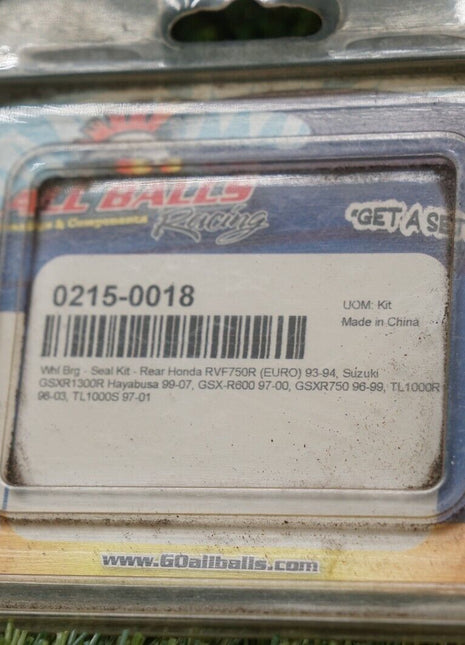 ALL BALLS
Racing
& Components
"GET A SE
0215-0018
UOM: Kit
Made in China
Whl Brg - Seal Kit - Rear Honda RVF750R (EURO) 93-94, Suzuki
GSXR1300R Hayabusa 99-07, GSX-R600 97-00, GSXR750 96-99, TL1000R
98-03, TL1000S 97-01
www.GOallballs.com